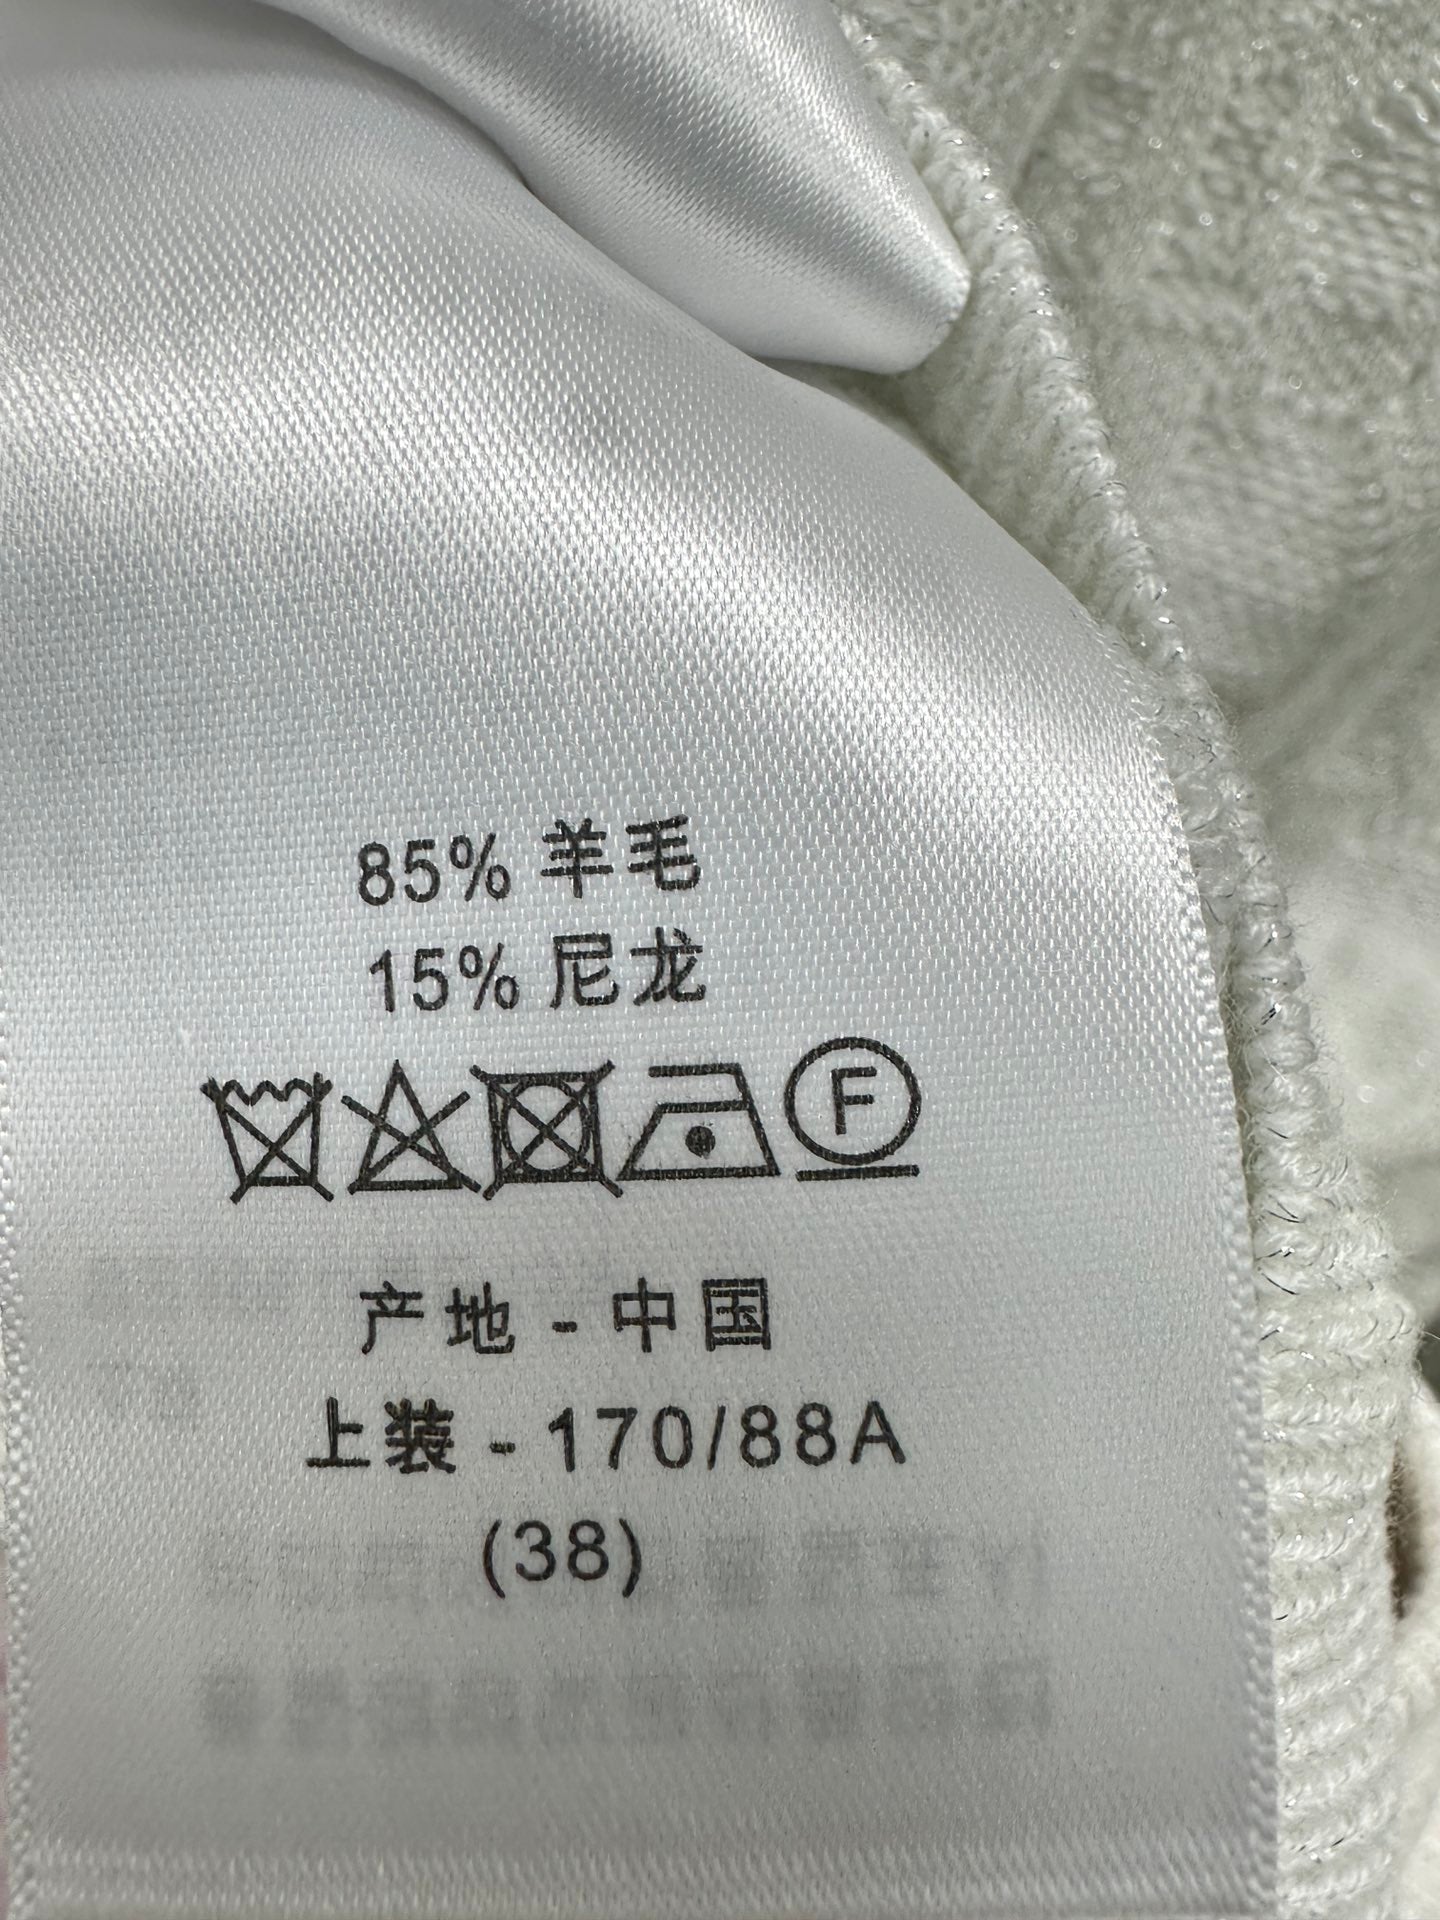 85% 羊毛
15% 尼龙
F
产地 - 中国
上装 - 170/88A
(38)